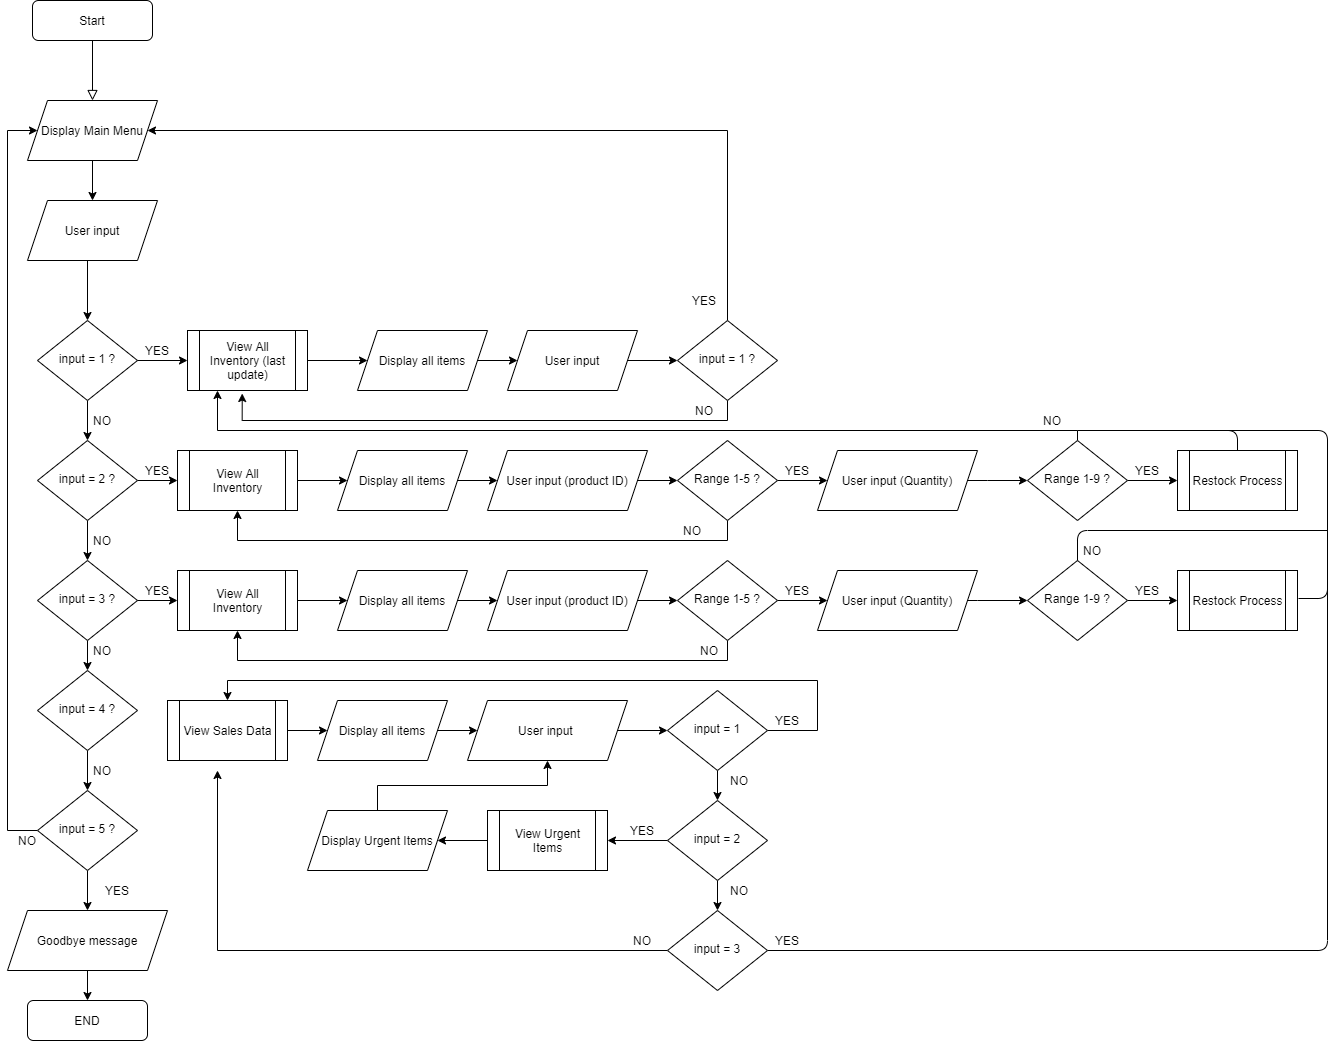 Start
Display Main Menu
User input
YES
input = 1 ?
YES
View All
Inventory (last
update)
Display all items
User input
input = 1 ?
NO
NO
NO
input = 2 ?
YES
View All
Inventory
Display all items
User input (product ID)
Range 1-5 ?
YES
User input (Quantity)
Range 1-9 ?
YES
Restock Process
NO
NO
NO
input = 3 ?
YES
View All
Inventory
Display all items
User input (product ID)
Range 1-5 ?
YES
User input (Quantity)
Range 1-9 ?
YES
Restock Process
NO
NO
input = 4 ?
View Sales Data
Display all items
User input
input = 1
YES
NO
NO
input = 5 ?
NO
Display Urgent Items
View Urgent
Items
YES
input = 2
YES
NO
Goodbye message
NO
input = 3
YES
END